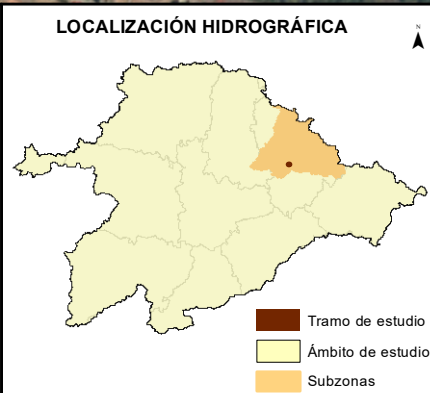 LOCALIZACIÓN HIDROGRÁFICA
N
Tramo de estudio
Ámbito de estudio
Subzonas